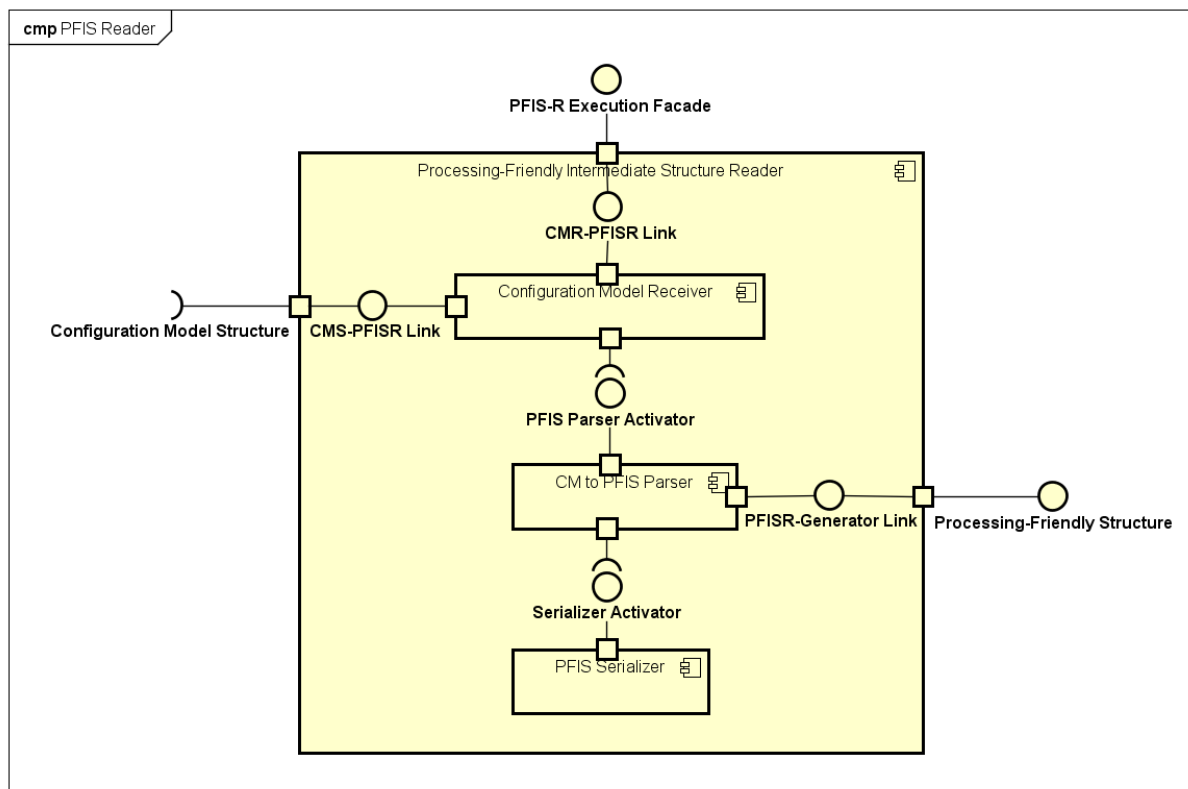 cmp PFIS Reader
PFIS-R Execution Facade
Processing-Friendly Intermediate Structure Reader
CMR-PFISR Link
Configuration Model Receiver
Configuration Model Structure
CMS-PFISR Link
PFIS Parser Activator
CM to PFIS Parser
PFISR-Generator Link
Processing-Friendly Structure
Serializer Activator
PFIS Serializer